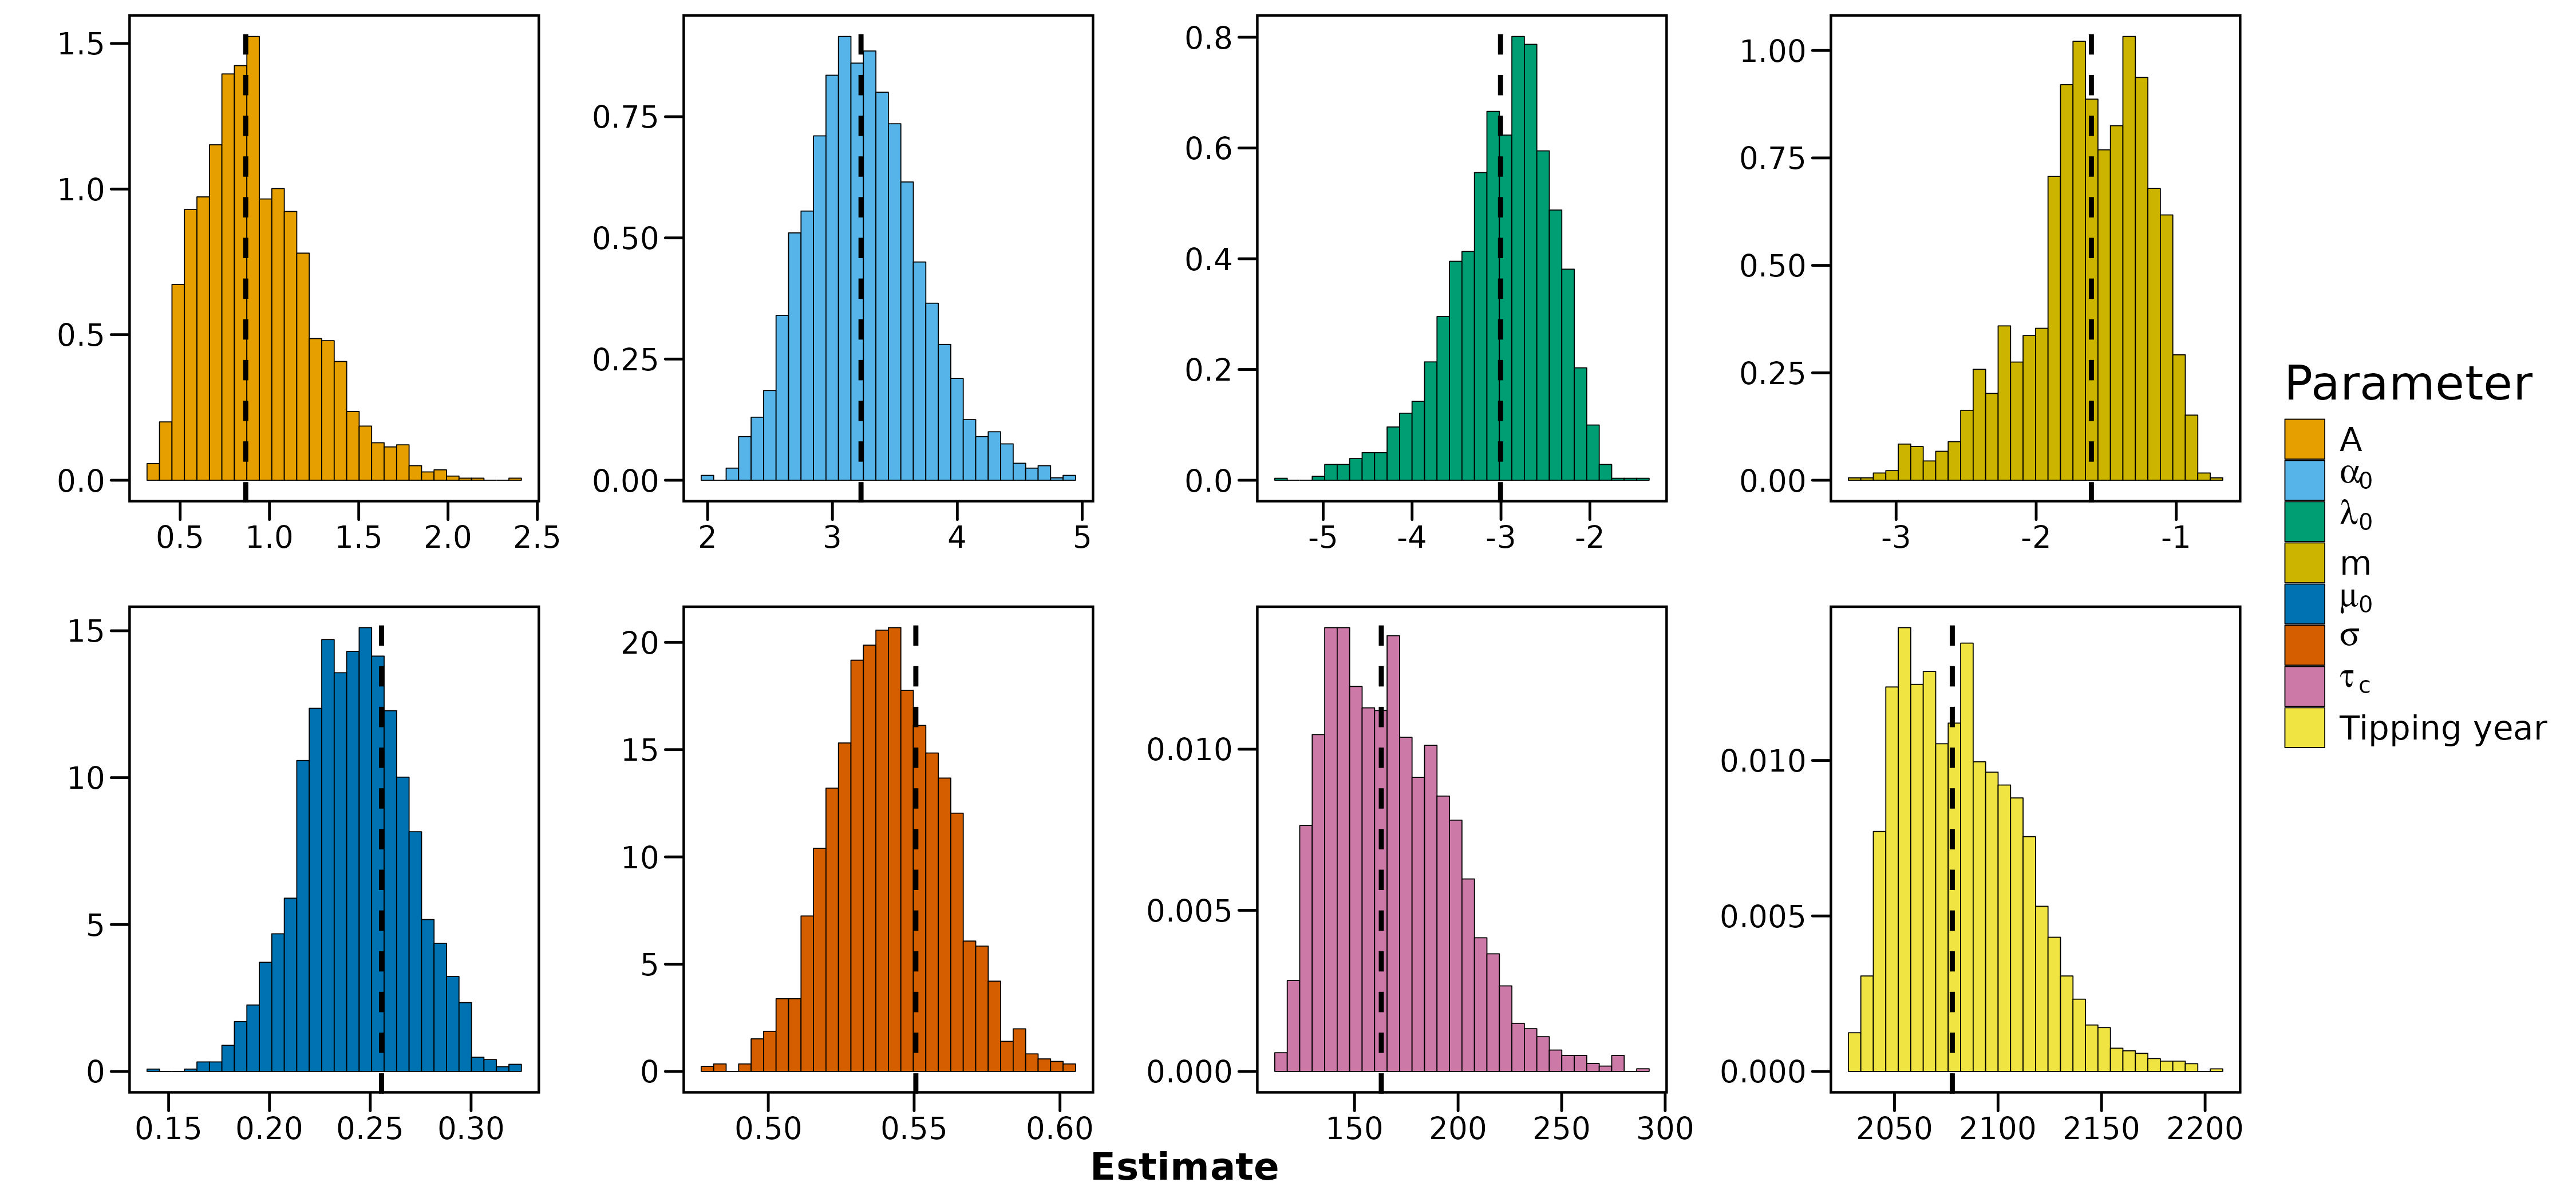 1.5
1.0
0.5
0.0
0.5 1.0 1.5 2.0 2.5
0.75
0.50
0.25
0.00
2 3 4 5
0.8
0.6
0.4
0.2
0.0
-5 -4 -3 -2
1.00
0.75
0.50
0.25
0.00
-3 -2 -1
15
10
5
0
0.15 0.20 0.25 0.30
20
15
10
5
0
0.50 0.55 0.60
0.010
0.005
0.000
150 200 250 300
0.010
0.005
0.000
2050 2100 2150 2200
Estimate
Parameter
A
α0
λ0
m
μ0
σ
τc
Tipping year